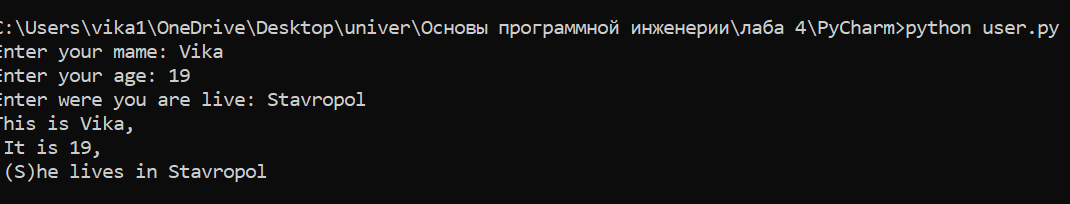 C:\Users\vika1\OneDrive\Desktop\univer\Основы программной инженерии\лаба 4\PyCharm>python user.py
Enter your mame: Vika
Enter your age: 19
Enter were you are live: Stavropol
This is Vika,
It is 19,
(S)he lives in Stavropol